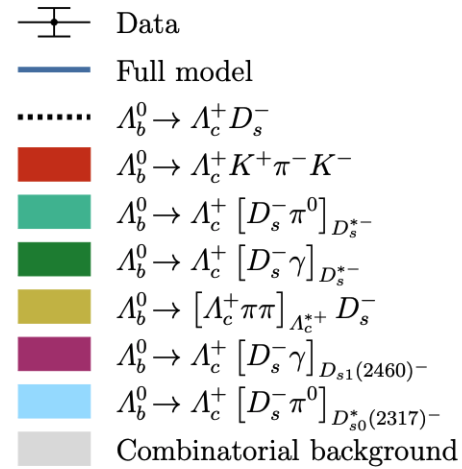 Data
Full model
Λ_b^0 → Λ_c^+ D_s^-
Λ_b^0 → Λ_c^+ K^+ π^- K^-
Λ_b^0 → Λ_c^+ [D_s^- π^0]_{D_s^{*-}}
Λ_b^0 → Λ_c^+ [D_s^- γ]_{D_s^{*-}}
Λ_b^0 → [Λ_c^+ ππ]_{Λ_c^{*+}} D_s^-
Λ_b^0 → Λ_c^+ [D_s^- γ]_{D_{s1}(2460)^-}
Λ_b^0 → Λ_c^+ [D_s^- π^0]_{D_{s0}^*(2317)^-}
Combinatorial background